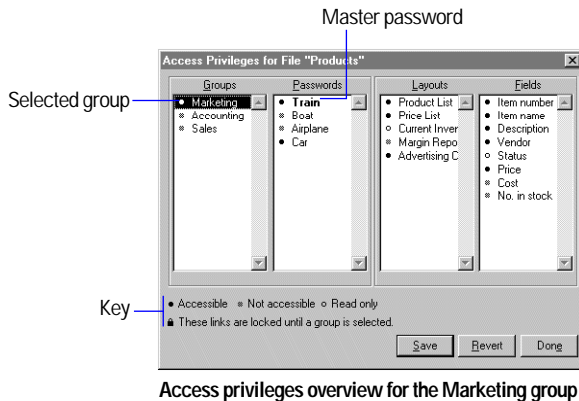 Master password
Access Privileges for File "Products"
Selected group
Groups
Marketing
Accounting
Sales
Passwords
Train
Boat
Airplane
Car
Layouts
Product List
Price List
Current Inver
Margin Repo
Advertising C
Fields
Item number
Item name
Description
Vendor
Status
Price
Cost
No. in stock
Key
Accessible Not accessible Read only
These links are locked until a group is selected.
Save Revert Done
Access privileges overview for the Marketing group